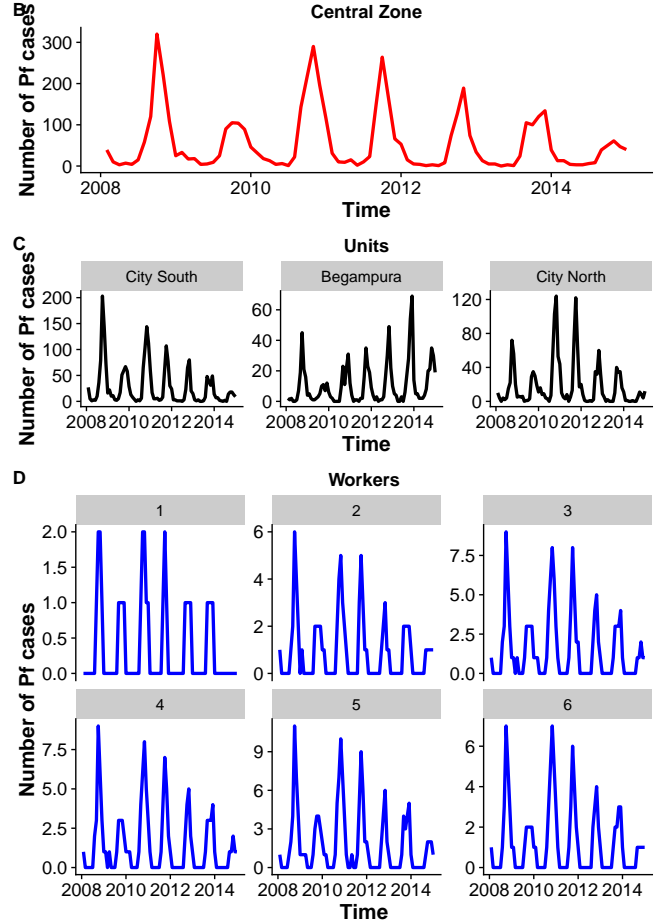 B
Central Zone
Number of Pf cases
300
200
100
0
2008
2010
2012
2014
Time
C
Units
Number of Pf cases
City South
Begampura
City North
200
150
100
50
0
60
40
20
0
120
80
40
0
2008 2010 2012 2014
2008 2010 2012 2014
2008 2010 2012 2014
Time
D
Workers
Number of Pf cases
1
2
3
2.0
1.5
1.0
0.5
0.0
6
4
2
0
7.5
5.0
2.5
0.0
4
5
6
7.5
5.0
2.5
0.0
9
6
3
0
6
4
2
0
2008 2010 2012 2014
2008 2010 2012 2014
2008 2010 2012 2014
Time